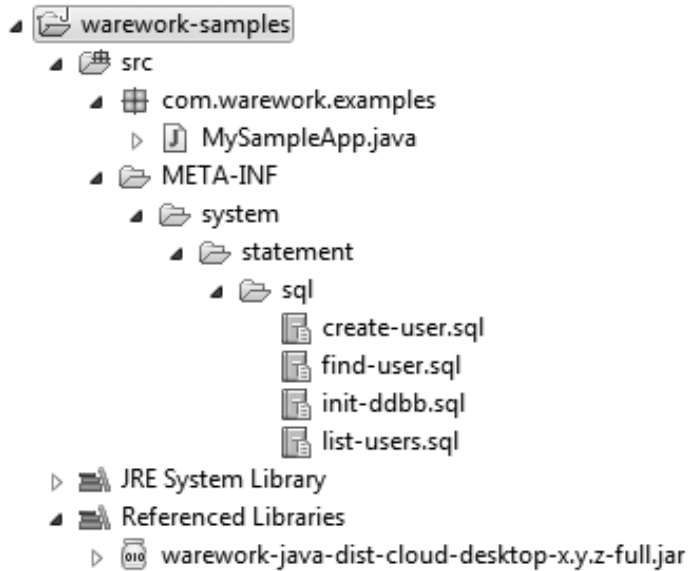 warework-samples
src
com.warework.examples
MySampleApp.java
META-INF
system
statement
sql
create-user.sql
find-user.sql
init-ddbb.sql
list-users.sql
JRE System Library
Referenced Libraries
warework-java-dist-cloud-desktop-x.y.z-full.jar